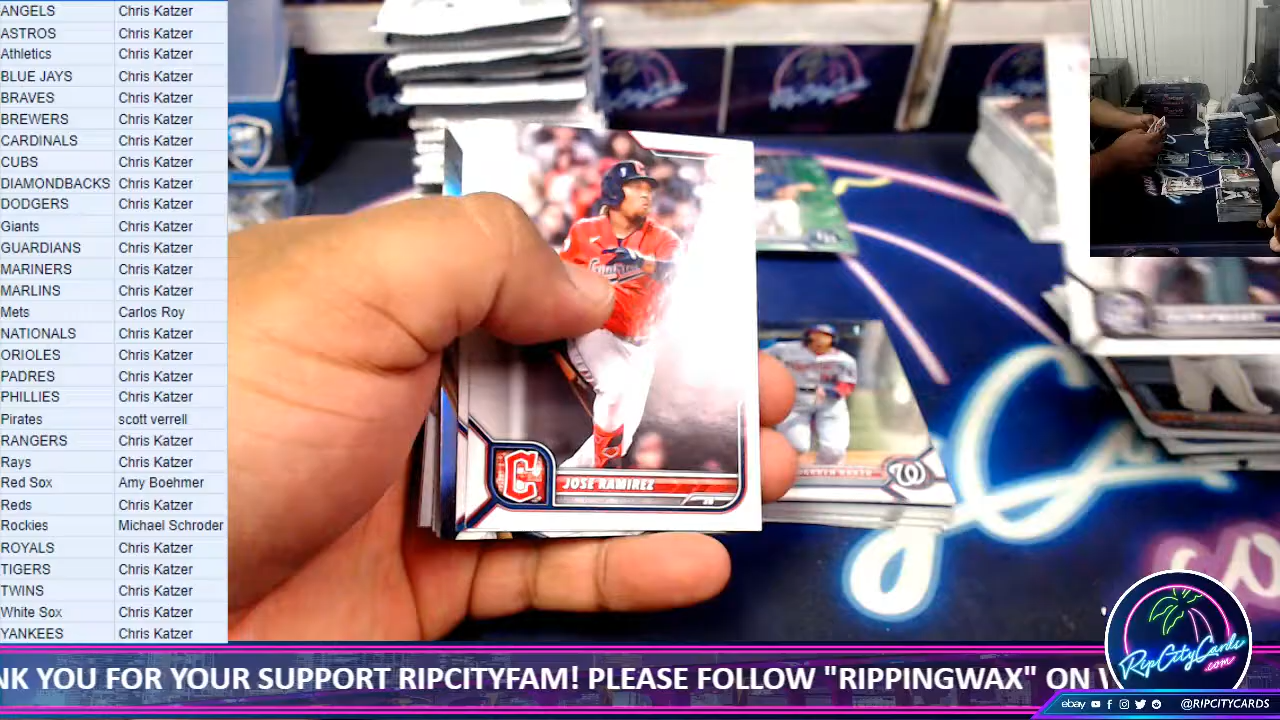 ANGELS Chris Katzer
ASTROS Chris Katzer
Athletics Chris Katzer
BLUE JAYS Chris Katzer
BRAVES Chris Katzer
BREWERS Chris Katzer
CARDINALS Chris Katzer
CUBS Chris Katzer
DIAMONDBACKS Chris Katzer
DODGERS Chris Katzer
Giants Chris Katzer
GUARDIANS Chris Katzer
MARINERS Chris Katzer
MARLINS Chris Katzer
Mets Carlos Roy
NATIONALS Chris Katzer
ORIOLES Chris Katzer
PADRES Chris Katzer
PHILLIES Chris Katzer
Pirates scott verrell
RANGERS Chris Katzer
Rays Chris Katzer
Red Sox Amy Boehmer
Reds Chris Katzer
Rockies Michael Schroder
ROYALS Chris Katzer
TIGERS Chris Katzer
TWINS Chris Katzer
White Sox Chris Katzer
YANKEES Chris Katzer
RipCity
C
JOSE RAMIREZ
W
NK YOU FOR YOUR SUPPORT RIPCITYFAM! PLEASE FOLLOW "RIPPINGWAX" ON
RipCityCards
.com
ebay @RIPCITYCARDS